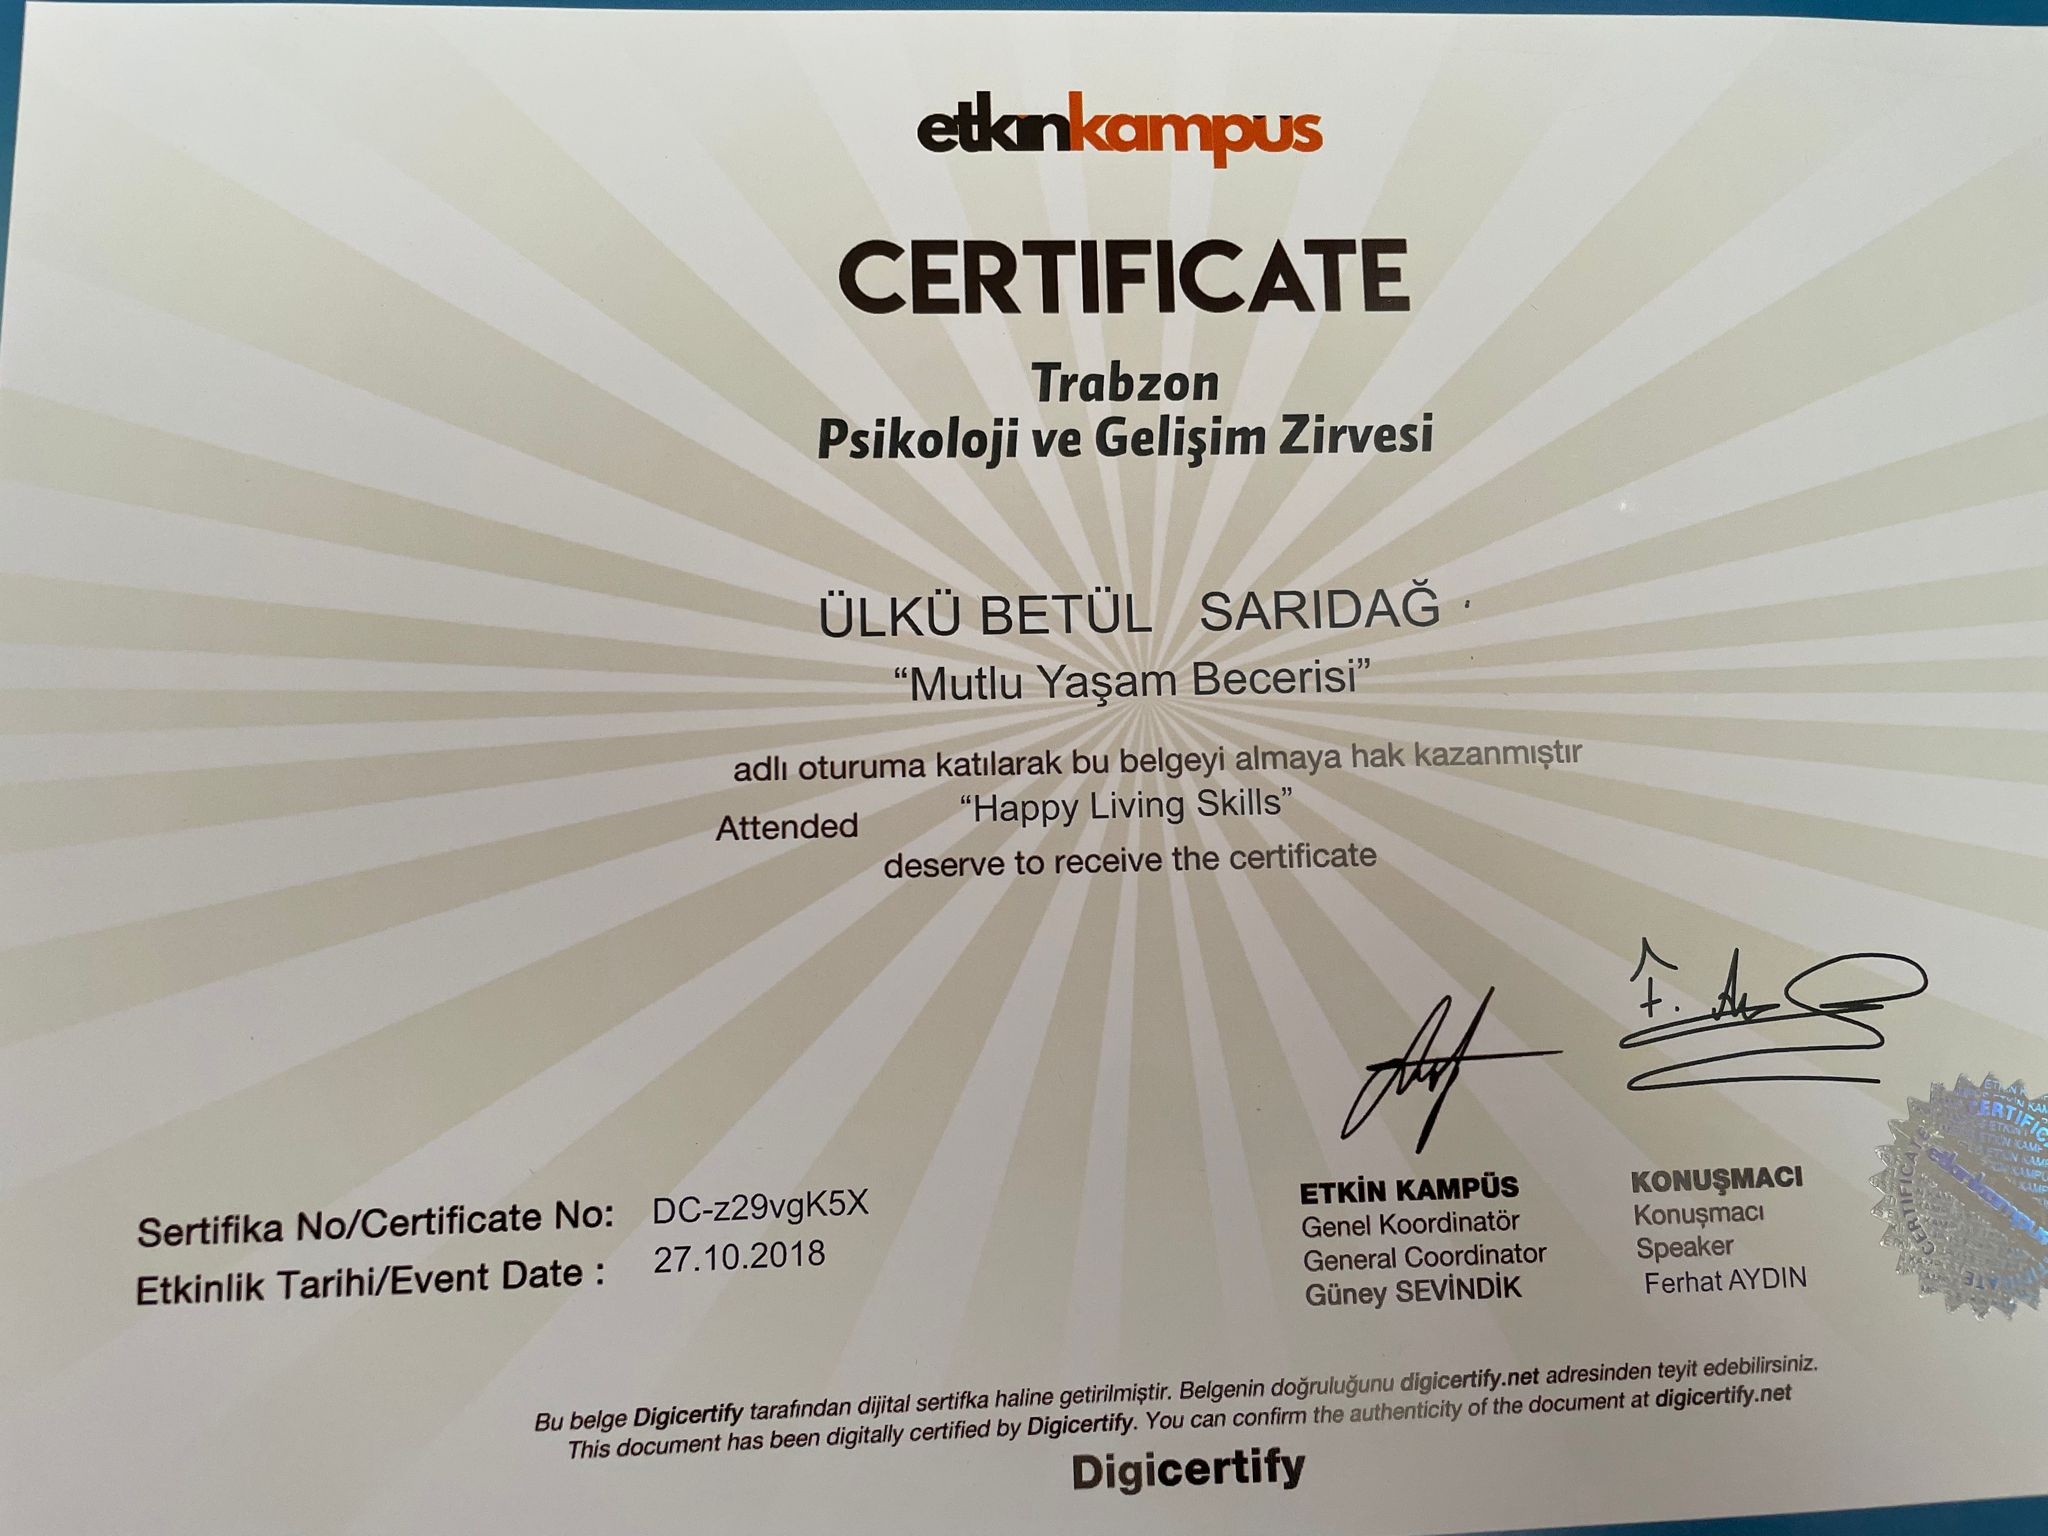 etkinkampüs
CERTIFICATE
Trabzon
Psikoloji ve Gelişim Zirvesi
ÜLKÜ BETÜL SARIDAĞ
“Mutlu Yaşam Becerisi”
adlı oturuma katılarak bu belgeyi almaya hak kazanmıştır
“Happy Living Skills”
Attended
deserve to receive the certificate
F. A
Sertifika No/Certificate No: DC-z29vgK5X
Etkinlik Tarihi/Event Date : 27.10.2018
ETKİN KAMPÜS
Genel Koordinatör
General Coordinator
Güney SEVİNDİK
KONUŞMACI
Konuşmacı
Speaker
Ferhat AYDIN
CERTIFICATE
etkinkampüs
Bu belge Digicertify tarafından dijital sertifka haline getirilmiştir. Belgenin doğruluğunu digicertify.net adresinden teyit edebilirsiniz.
This document has been digitally certified by Digicertify. You can confirm the authenticity of the document at digicertify.net
Digicertify